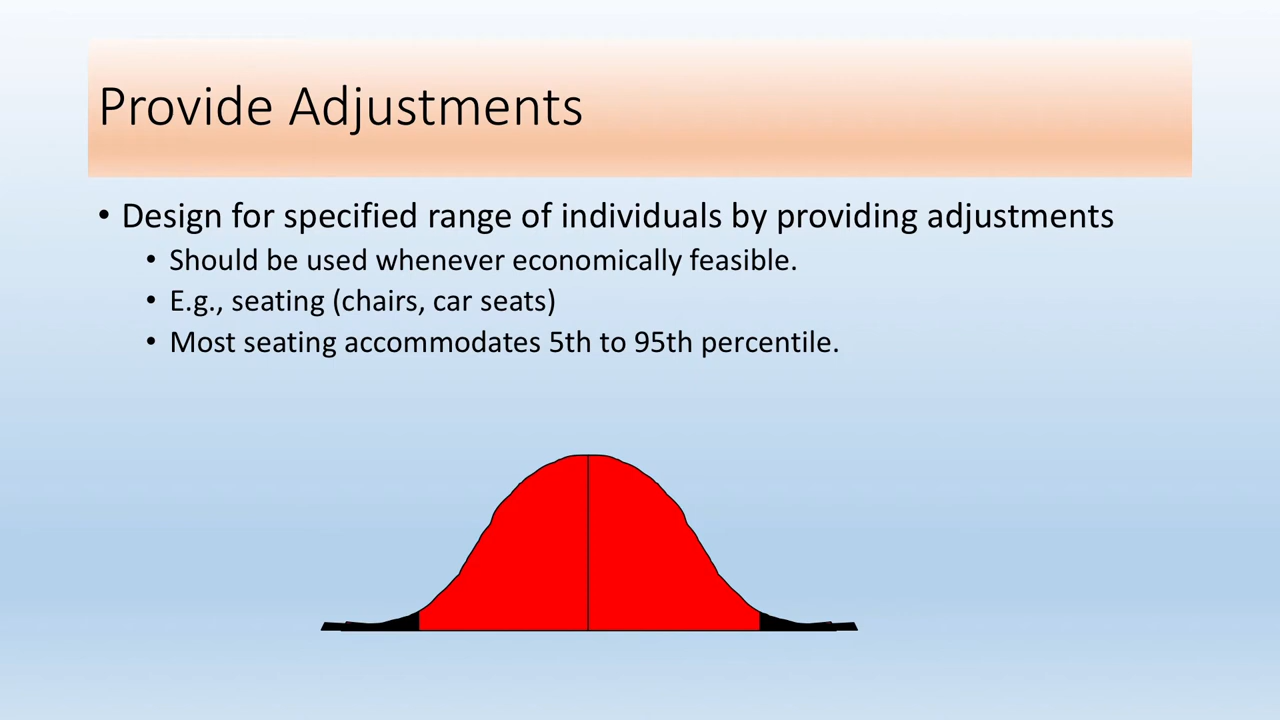 Provide Adjustments
• Design for specified range of individuals by providing adjustments
• Should be used whenever economically feasible.
• E.g., seating (chairs, car seats)
• Most seating accommodates 5th to 95th percentile.